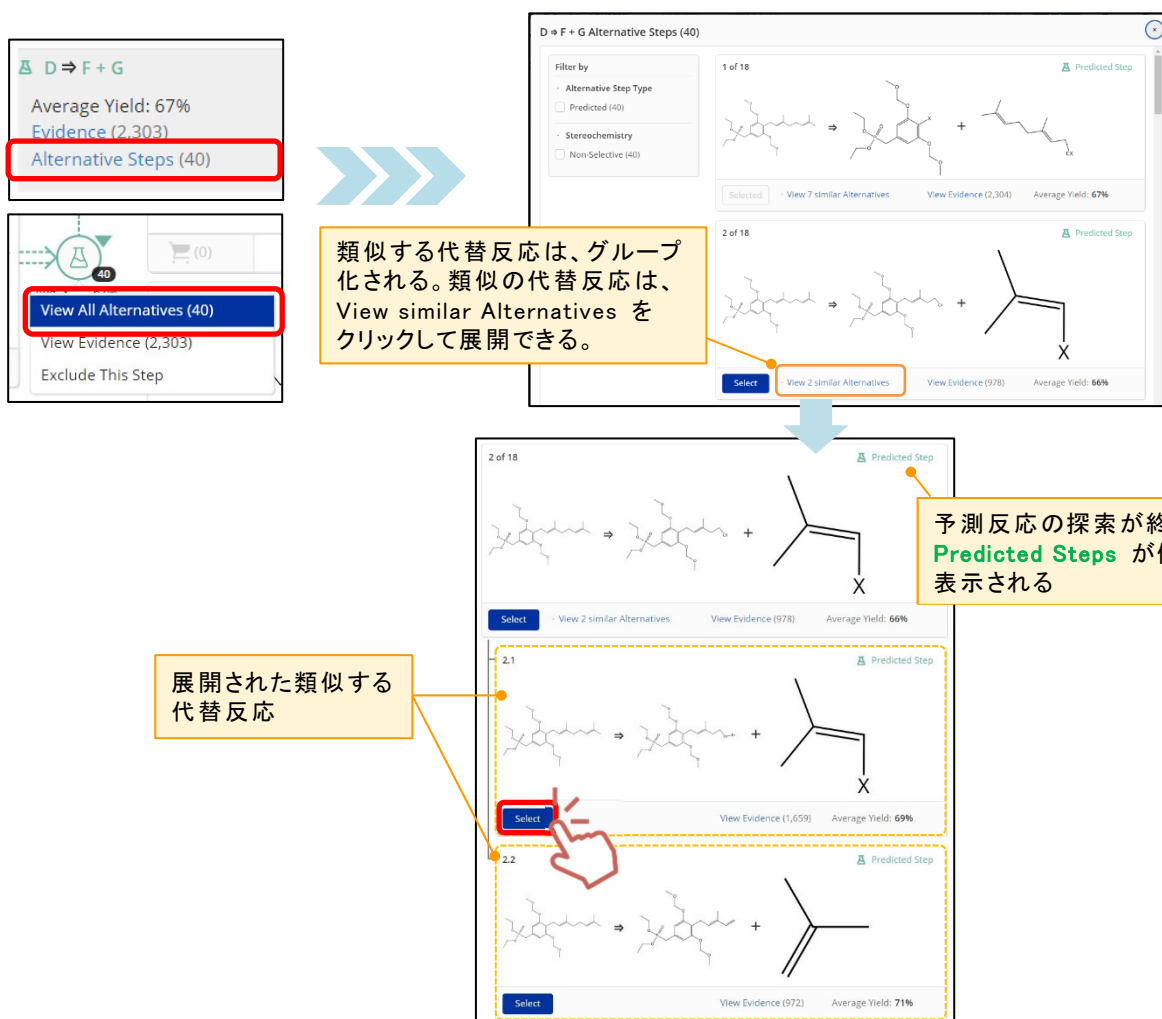 D ⇒ F + G
Average Yield: 67%
Evidence (2,303)
Alternative Steps (40)
(0)
40
View All Alternatives (40)
View Evidence (2,303)
Exclude This Step
D ⇒ F + G Alternative Steps (40)
Filter by
Alternative Step Type
Predicted (40)
Stereochemistry
Non-Selective (40)
1 of 18
Predicted Step
⇒ +
Selected
- View 7 similar Alternatives
View Evidence (2,304)
Average Yield: 67%
2 of 18
Predicted Step
⇒ +
X
Select
- View 2 similar Alternatives
View Evidence (978)
Average Yield: 66%
類似する代替反応は、グループ
化される。類似の代替反応は、
View similar Alternatives を
クリックして展開できる。
2 of 18
Predicted Step
⇒ +
X
Select
- View 2 similar Alternatives
View Evidence (978)
Average Yield: 66%
予測反応の探索が終
Predicted Steps が
表示される
展開された類似する
代替反応
2.1
Predicted Step
⇒ +
X
Select
View Evidence (1,659)
Average Yield: 69%
2.2
Predicted Step
⇒ +
Select
View Evidence (972)
Average Yield: 71%